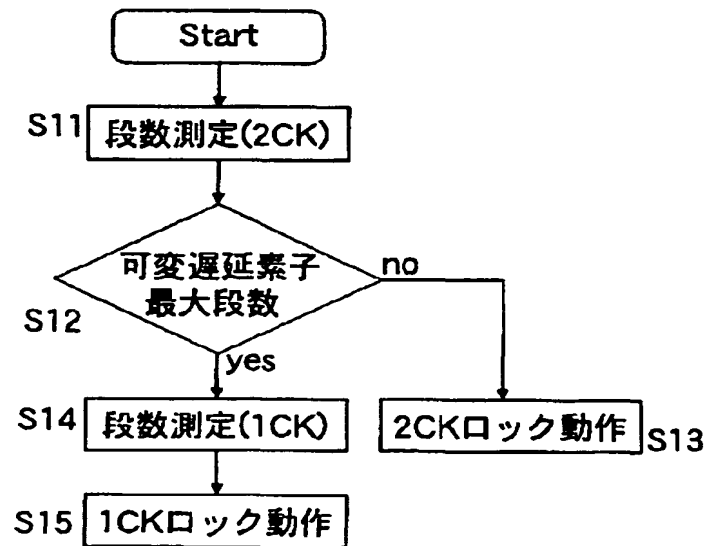 Start
S11
段数測定(2CK)
可変遅延素子
最大段数
no
S12
yes
S14
段数測定(1CK)
2CKロック動作
S13
S15
1CKロック動作